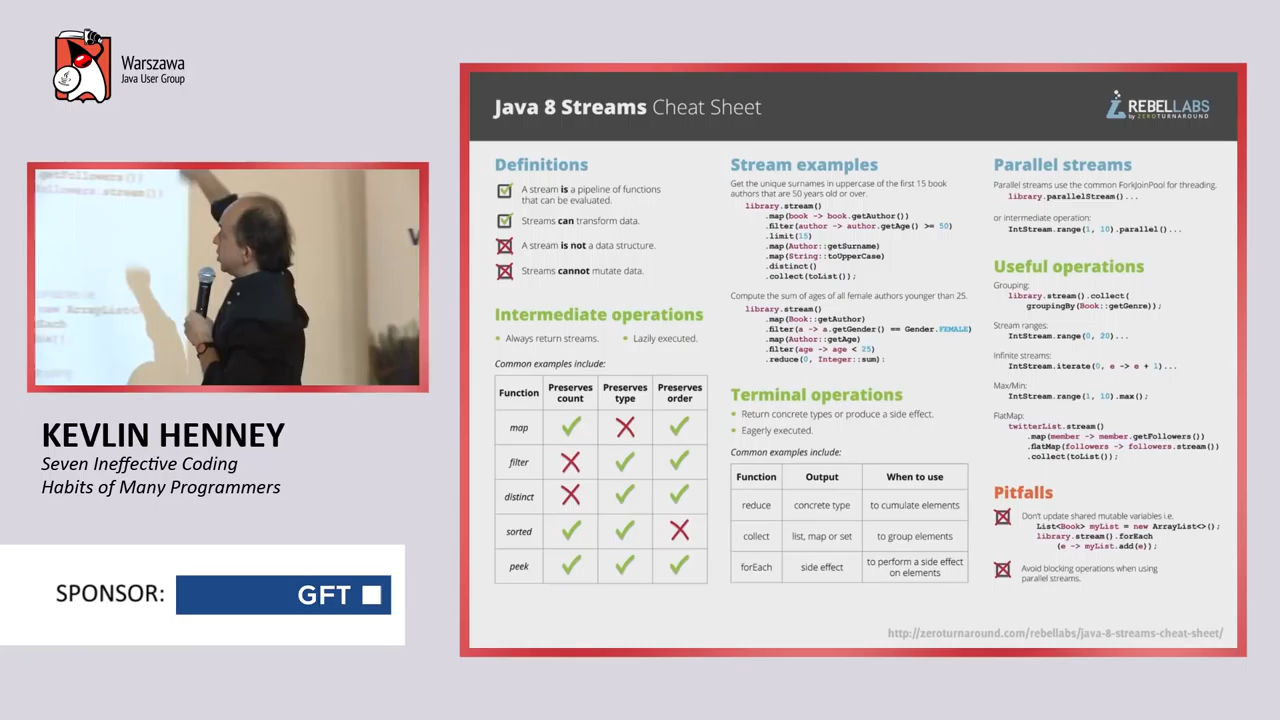 Warszawa
Java User Group
getFollowers())
followers.stream()
new ArrayList<
KEVLIN HENNEY
Seven Ineffective Coding
Habits of Many Programmers
SPONSOR: GFT
Java 8 Streams Cheat Sheet
REBELLABS
by ZEROTURNAROUND
Definitions
A stream is a pipeline of functions
that can be evaluated.
Streams can transform data.
A stream is not a data structure.
Streams cannot mutate data.
Intermediate operations
Always return streams. Lazily executed.
Common examples include:
Function Preserves count Preserves type Preserves order
map
filter
distinct
sorted
peek
Stream examples
Get the unique surnames in uppercase of the first 15 book
authors that are 50 years old or over.
library.stream()
.map(book -> book.getAuthor())
.filter(author -> author.getAge() >= 50)
.limit(15)
.map(Author::getSurname)
.map(String::toUpperCase)
.distinct()
.collect(toList());
Compute the sum of ages of all female authors younger than 25.
library.stream()
.map(Book::getAuthor)
.filter(a -> a.getGender() == Gender.FEMALE)
.map(Author::getAge)
.filter(age -> age < 25)
.reduce(0, Integer::sum):
Terminal operations
Return concrete types or produce a side effect.
Eagerly executed.
Common examples include:
Function Output When to use
reduce concrete type to cumulate elements
collect list, map or set to group elements
forEach side effect to perform a side effect
on elements
Parallel streams
Parallel streams use the common ForkJoinPool for threading.
library.parallelStream()...
or intermediate operation:
IntStream.range(1, 10).parallel()...
Useful operations
Grouping:
library.stream().collect(
groupingBy(Book::getGenre));
Stream ranges:
IntStream.range(0, 20)...
Infinite streams:
IntStream.iterate(0, e -> e + 1)...
Max/Min:
IntStream.range(1, 10).max();
FlatMap:
twitterList.stream()
.map(member -> member.getFollowers())
.flatMap(followers -> followers.stream())
.collect(toList());
Pitfalls
Don't update shared mutable variables i.e.
List<Book> myList = new ArrayList<>();
library.stream().forEach
(e -> myList.add(e));
Avoid blocking operations when using
parallel streams.
http://zeroturnaround.com/rebellabs/java-8-streams-cheat-sheet/